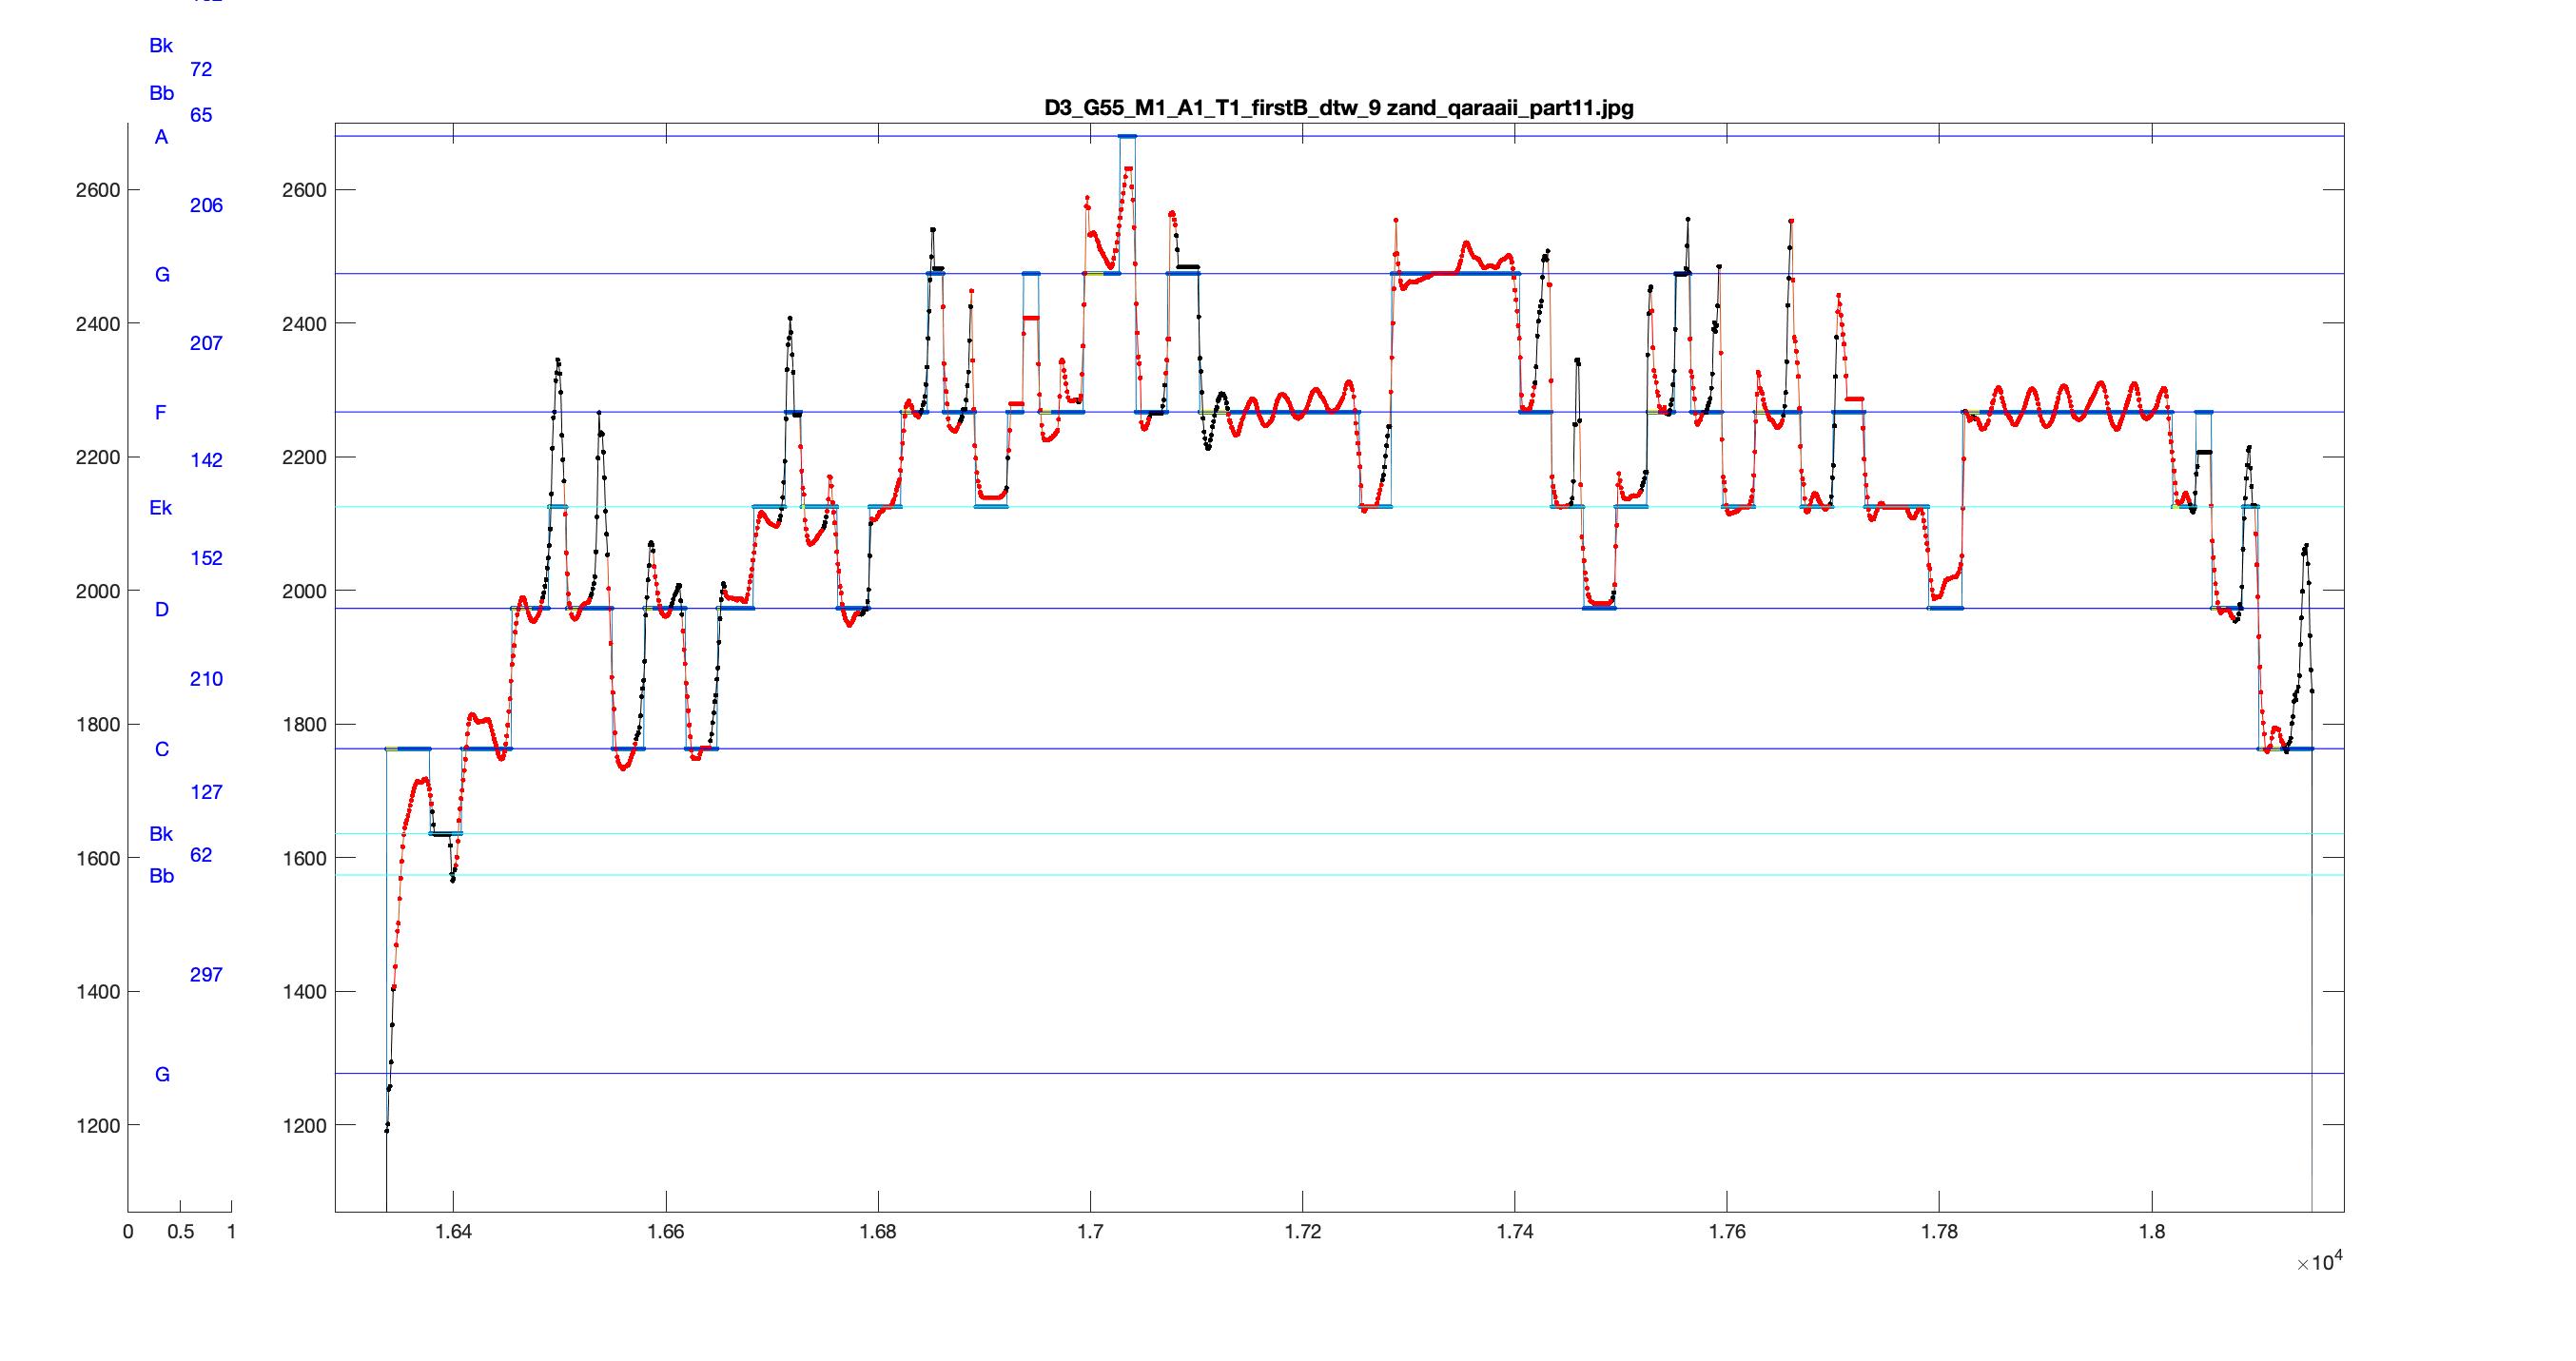 Bk
72
Bb
65
D3_G55_M1_A1_T1_firstB_dtw_9 zand_qaraaii_part11.jpg
A
2600 2600
206
G
2400 2400
207
F
2200 2200
142
Ek
152
2000 2000
D
210
1800 1800
C
127
Bk
1600 1600
62
Bb
297
1400 1400
G
1200 1200
0 0.5 1 1.64 1.66 1.68 1.7 1.72 1.74 1.76 1.78 1.8
×10⁴